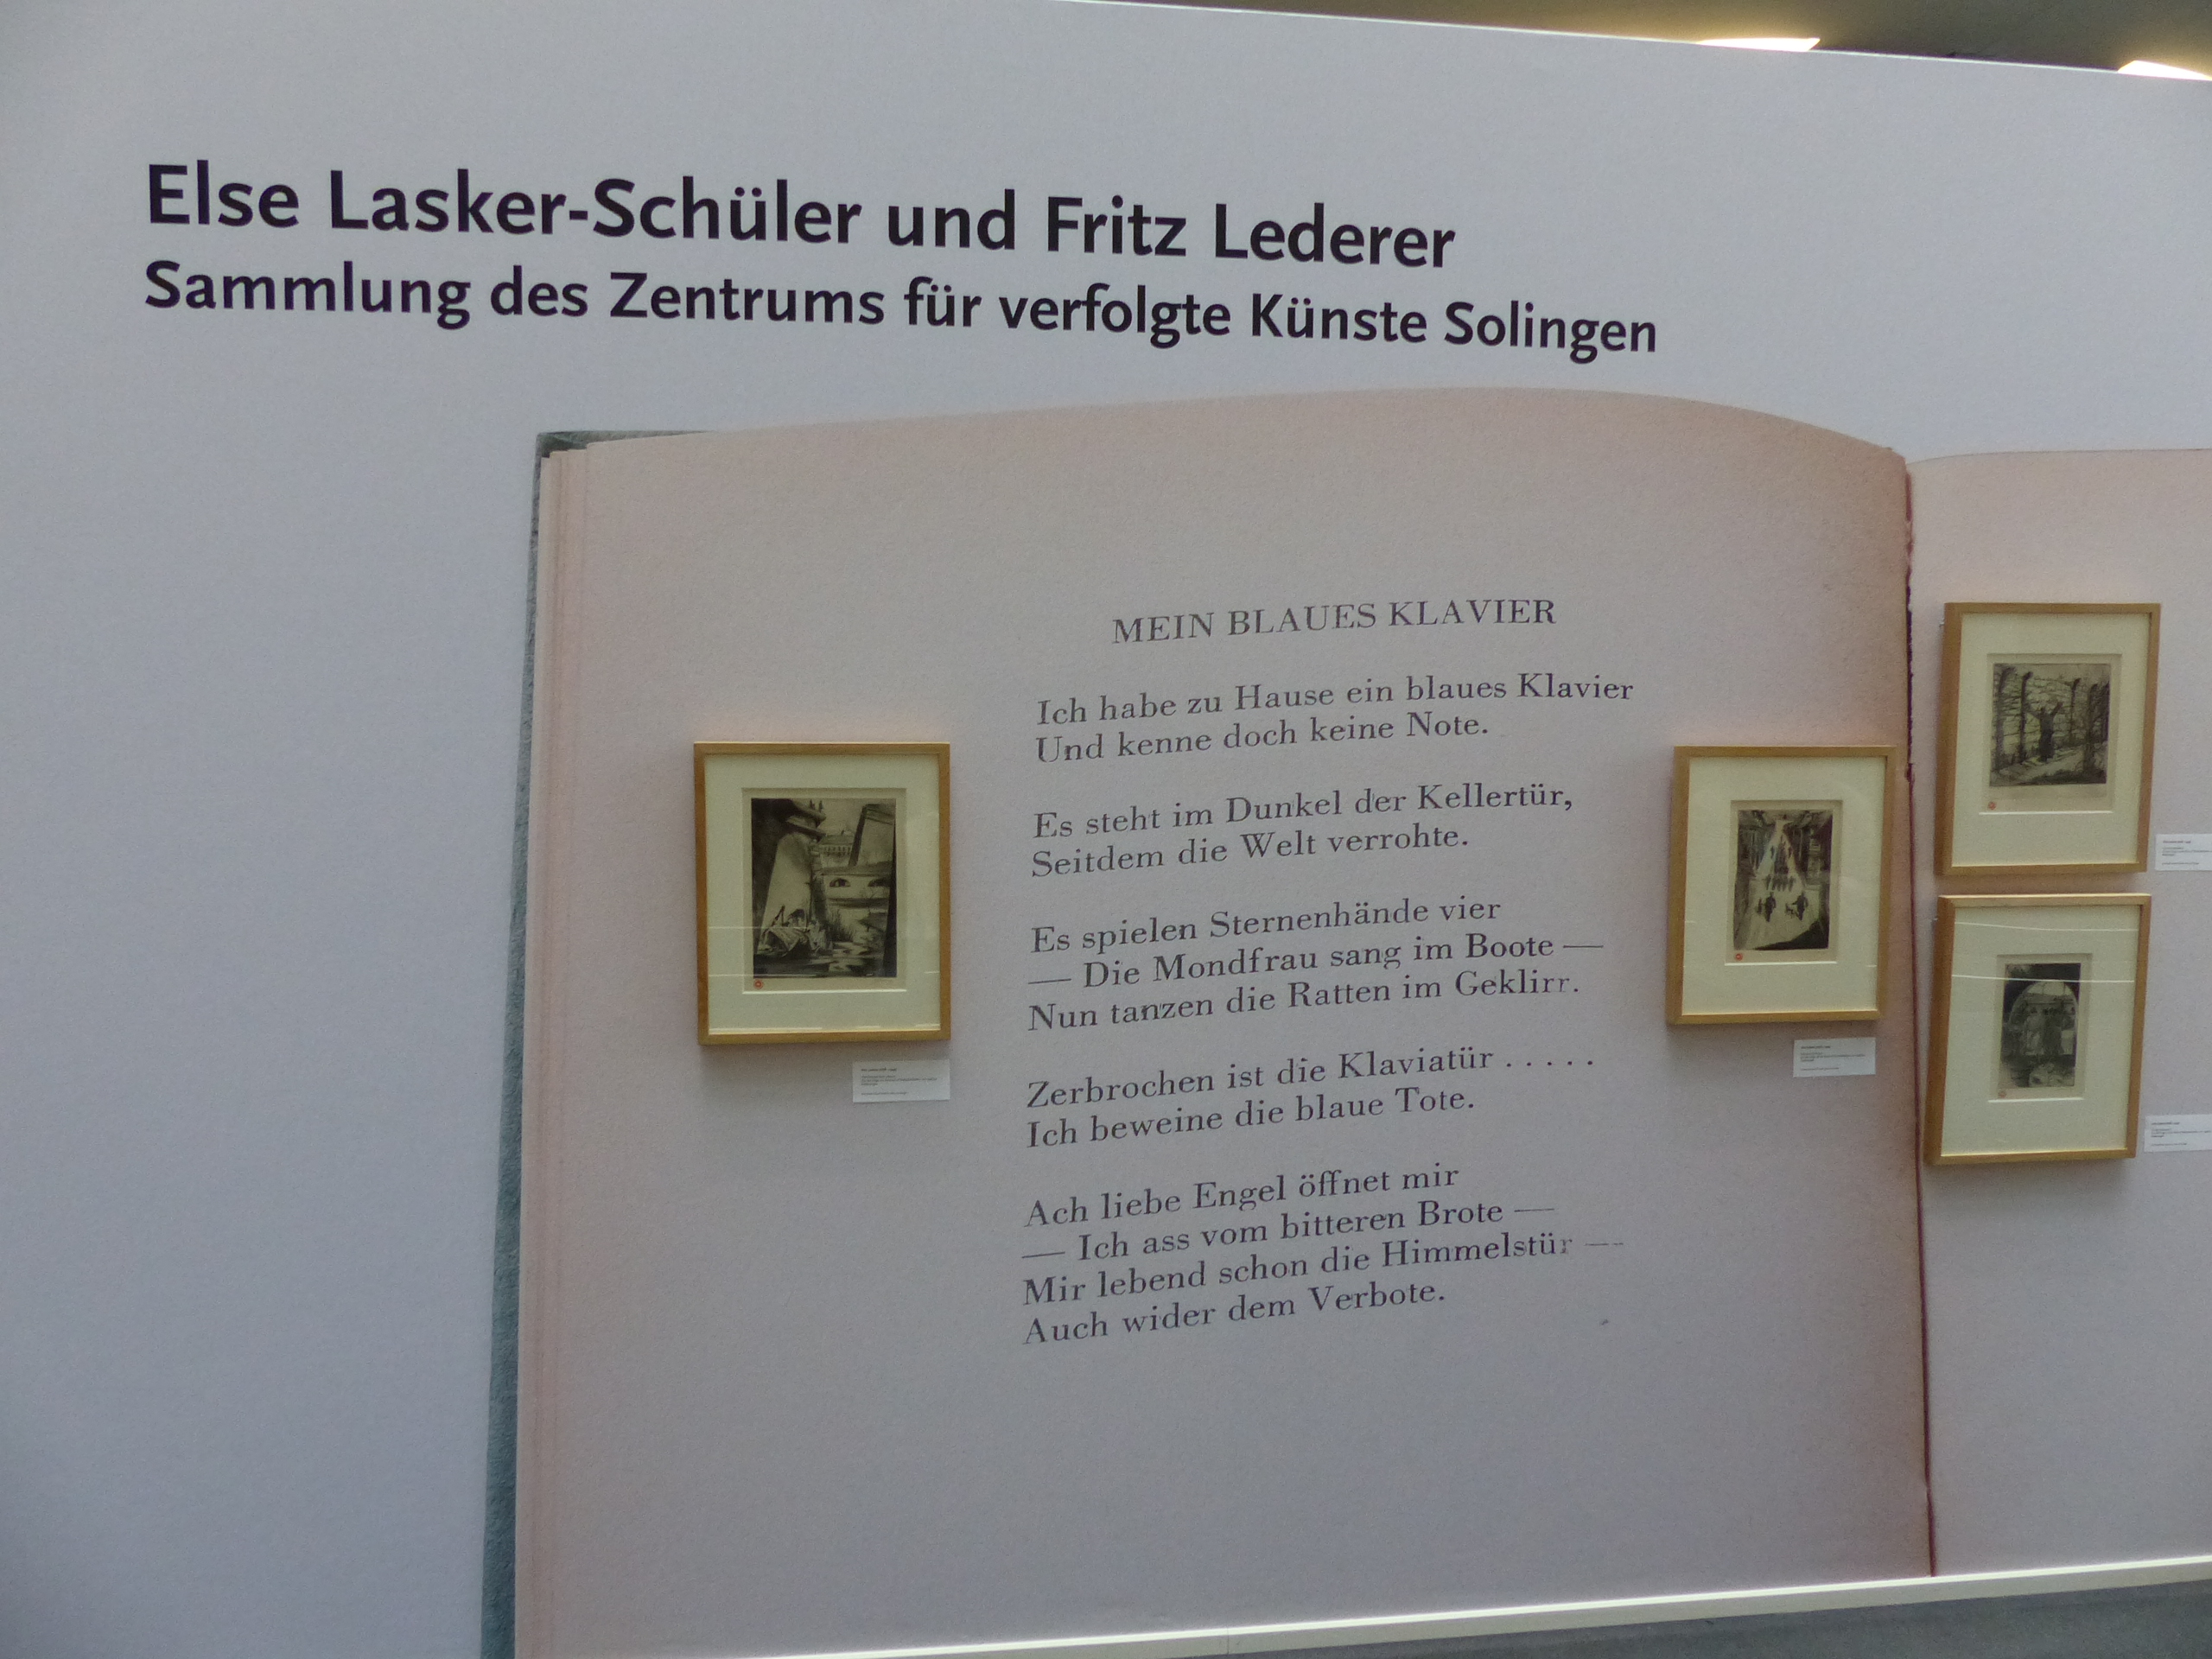 Else Lasker-Schüler und Fritz Lederer
Sammlung des Zentrums für verfolgte Künste Solingen
MEIN BLAUES KLAVIER
Ich habe zu Hause ein blaues Klavier
Und kenne doch keine Note.
Es steht im Dunkel der Kellertür,
Seitdem die Welt verrohte.
Es spielen Sternenhände vier
— Die Mondfrau sang im Boote —
Nun tanzen die Ratten im Geklirr.
Zerbrochen ist die Klaviatür . . . . .
Ich beweine die blaue Tote.
Ach liebe Engel öffnet mir
— Ich ass vom bitteren Brote —
Mir lebend schon die Himmelstür —
Auch wider dem Verbote.